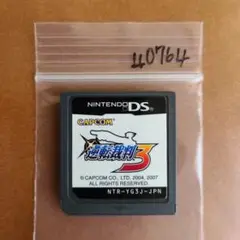 40764
NINTENDO DS
CAPCOM
逆転裁判3
© CAPCOM CO., LTD. 2004, 2007
ALL RIGHTS RESERVED.
NTR-YG3J-JPN